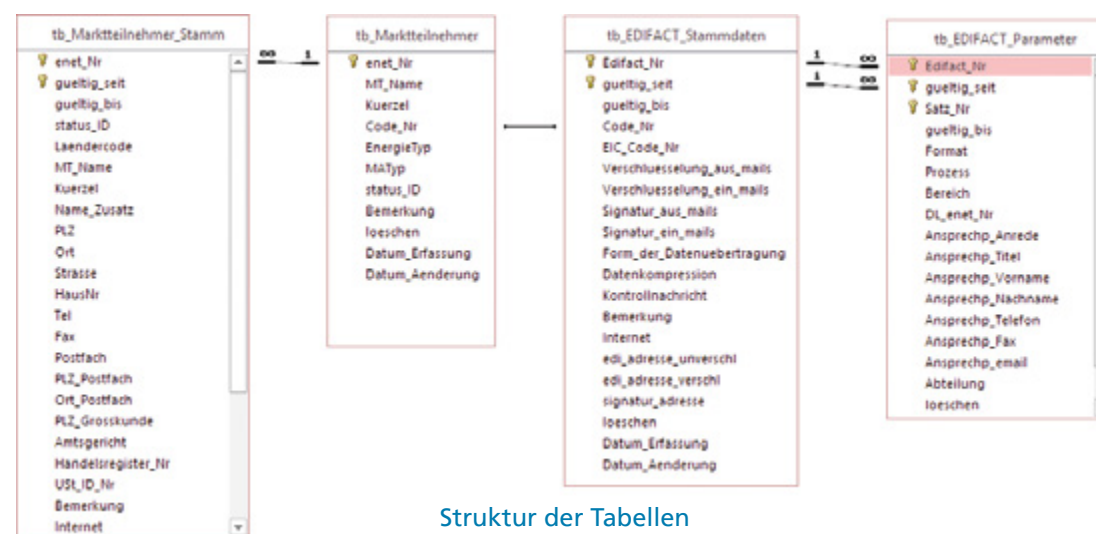 tb_Marktteilnehmer_Stamm
enet_Nr
gueltig_seit
gueltig_bis
status_ID
Laendercode
MT_Name
Kuerzel
Name_Zusatz
PLZ
Ort
Strasse
HausNr
Tel
Fax
Postfach
PLZ_Postfach
Ort_Postfach
PLZ_Grosskunde
Amtsgericht
Handelsregister_Nr
USt_ID_Nr
Bemerkung
Internet
∞ 1
tb_Marktteilnehmer
enet_Nr
MT_Name
Kuerzel
Code_Nr
EnergieTyp
MATyp
status_ID
Bemerkung
loeschen
Datum_Erfassung
Datum_Aenderung
tb_EDIFACT_Stammdaten
Edifact_Nr
gueltig_seit
gueltig_bis
Code_Nr
EIC_Code_Nr
Verschluesselung_aus_mails
Verschluesselung_ein_mails
Signatur_aus_mails
Signatur_ein_mails
Form_der_Datenuebertragung
Datenkompression
Kontrollnachricht
Bemerkung
Internet
edi_adresse_unverschl
edi_adresse_verschl
signatur_adresse
loeschen
Datum_Erfassung
Datum_Aenderung
1 ∞
1 ∞
tb_EDIFACT_Parameter
Edifact_Nr
gueltig_seit
Satz_Nr
gueltig_bis
Format
Prozess
Bereich
DL_enet_Nr
Ansprechp_Anrede
Ansprechp_Titel
Ansprechp_Vorname
Ansprechp_Nachname
Ansprechp_Telefon
Ansprechp_Fax
Ansprechp_email
Abteilung
loeschen
Struktur der Tabellen